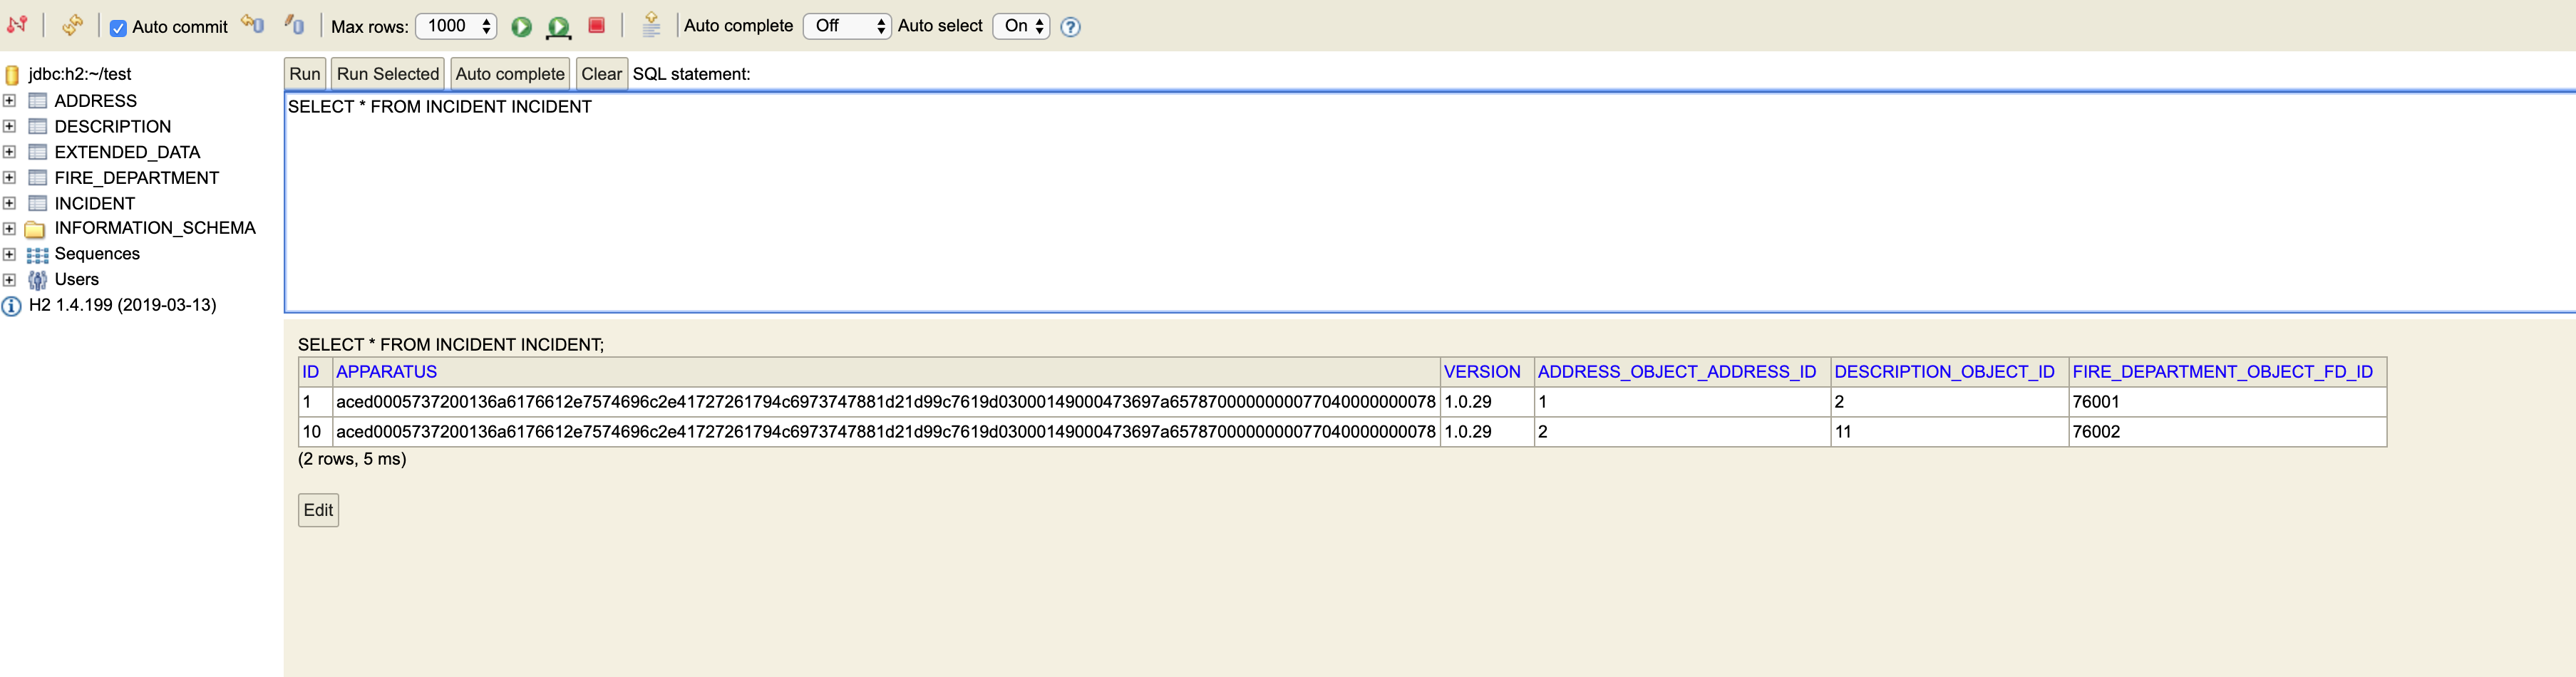 Auto commit Max rows: 1000 Auto complete Off Auto select On ?
jdbc:h2:~/test
ADDRESS
DESCRIPTION
EXTENDED_DATA
FIRE_DEPARTMENT
INCIDENT
INFORMATION_SCHEMA
Sequences
Users
H2 1.4.199 (2019-03-13)
Run Run Selected Auto complete Clear SQL statement:
SELECT * FROM INCIDENT INCIDENT
SELECT * FROM INCIDENT INCIDENT;
ID APPARATUS VERSION ADDRESS_OBJECT_ADDRESS_ID DESCRIPTION_OBJECT_ID FIRE_DEPARTMENT_OBJECT_FD_ID
1 aced0005737200136a6176612e7574696c2e41727261794c6973747881d21d99c7619d03000149000473697a65787000000000077040000000078 1.0.29 1 2 76001
10 aced0005737200136a6176612e7574696c2e41727261794c6973747881d21d99c7619d03000149000473697a65787000000000077040000000078 1.0.29 2 11 76002
(2 rows, 5 ms)
Edit